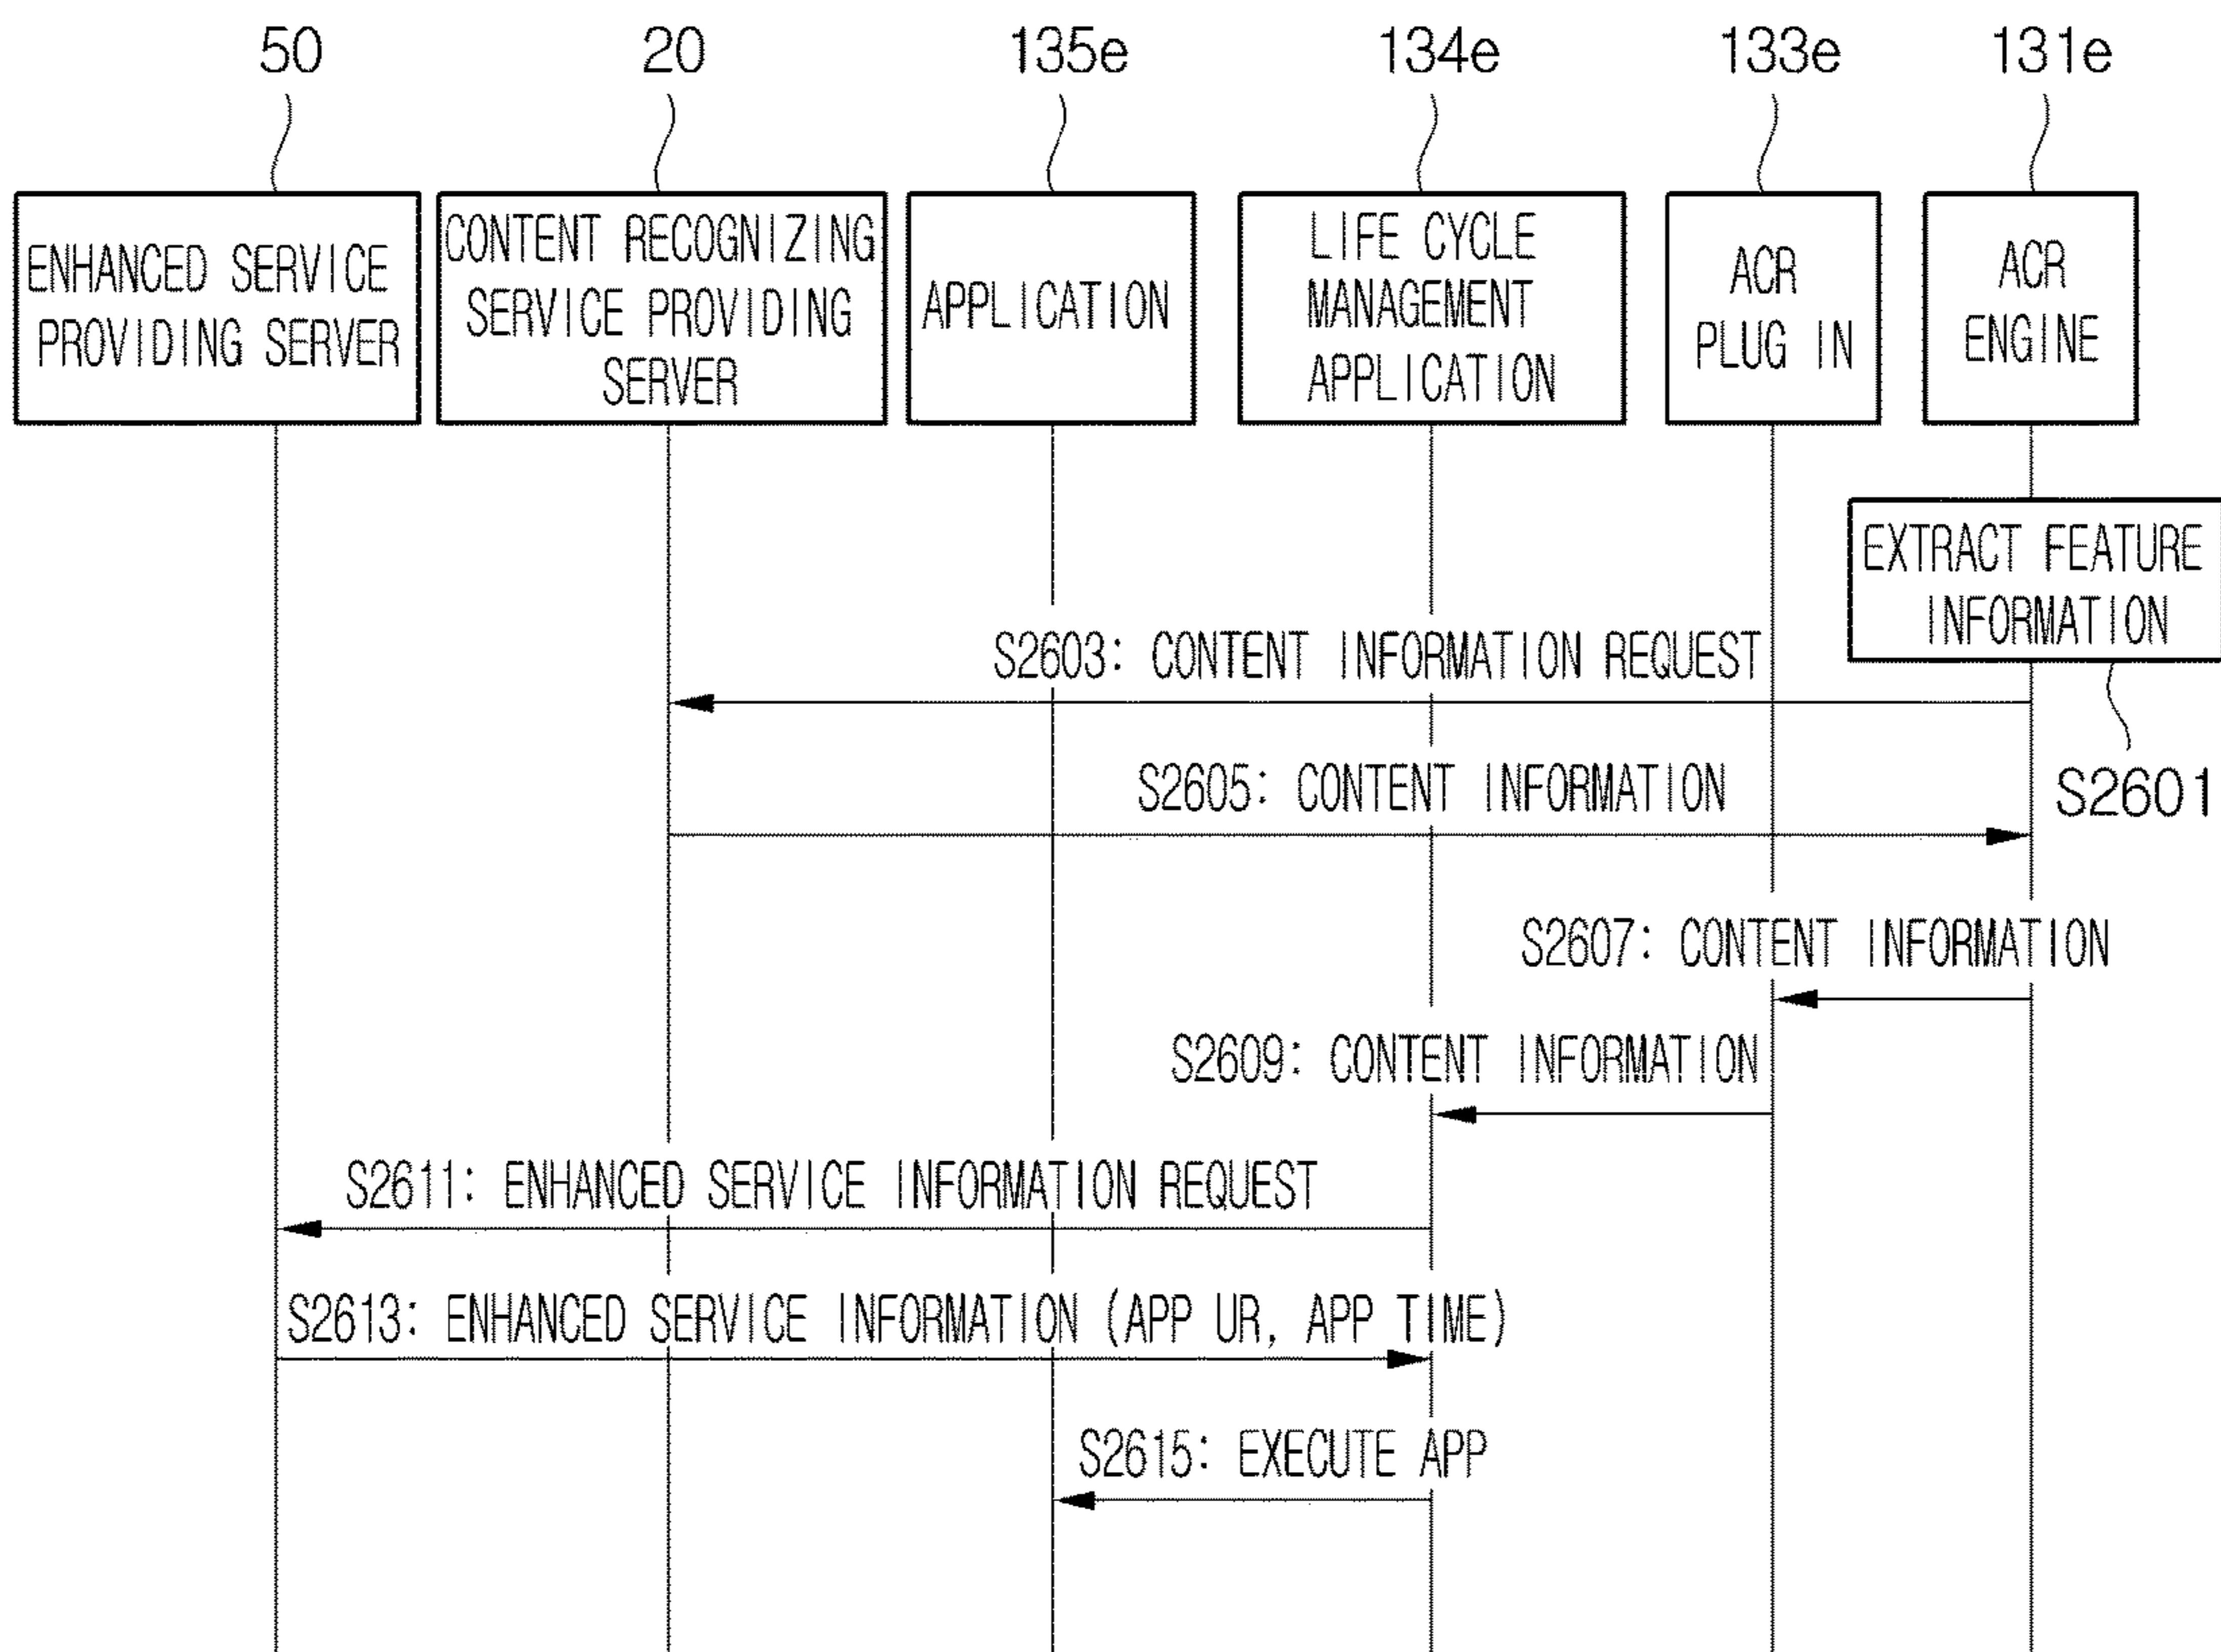 50
20
135e
134e
133e
131e
ENHANCED SERVICE
PROVIDING SERVER
CONTENT RECOGNIZING
SERVICE PROVIDING
SERVER
APPLICATION
LIFE CYCLE
MANAGEMENT
APPLICATION
ACR
PLUG IN
ACR
ENGINE
EXTRACT FEATURE
INFORMATION
S2603: CONTENT INFORMATION REQUEST
S2601
S2605: CONTENT INFORMATION
S2607: CONTENT INFORMATION
S2609: CONTENT INFORMATION
S2611: ENHANCED SERVICE INFORMATION REQUEST
S2613: ENHANCED SERVICE INFORMATION (APP UR, APP TIME)
S2615: EXECUTE APP